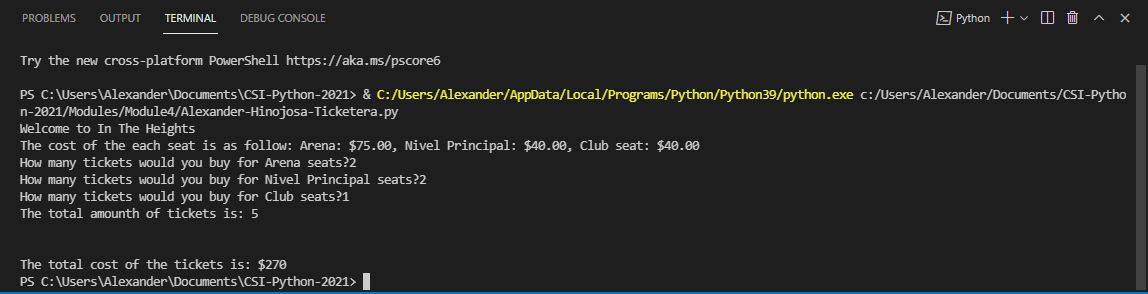 PROBLEMS OUTPUT TERMINAL DEBUG CONSOLE Python
Try the new cross-platform PowerShell https://aka.ms/pscore6
PS C:\Users\Alexander\Documents\CSI-Python-2021> & C:/Users/Alexander/AppData/Local/Programs/Python/Python39/python.exe c:/Users/Alexander/Documents/CSI-Pytho
n-2021/Modules/Module4/Alexander-Hinojosa-Ticketera.py
Welcome to In The Heights
The cost of the each seat is as follow: Arena: $75.00, Nivel Principal: $40.00, Club seat: $40.00
How many tickets would you buy for Arena seats?2
How many tickets would you buy for Nivel Principal seats?2
How many tickets would you buy for Club seats?1
The total amounth of tickets is: 5
The total cost of the tickets is: $270
PS C:\Users\Alexander\Documents\CSI-Python-2021>